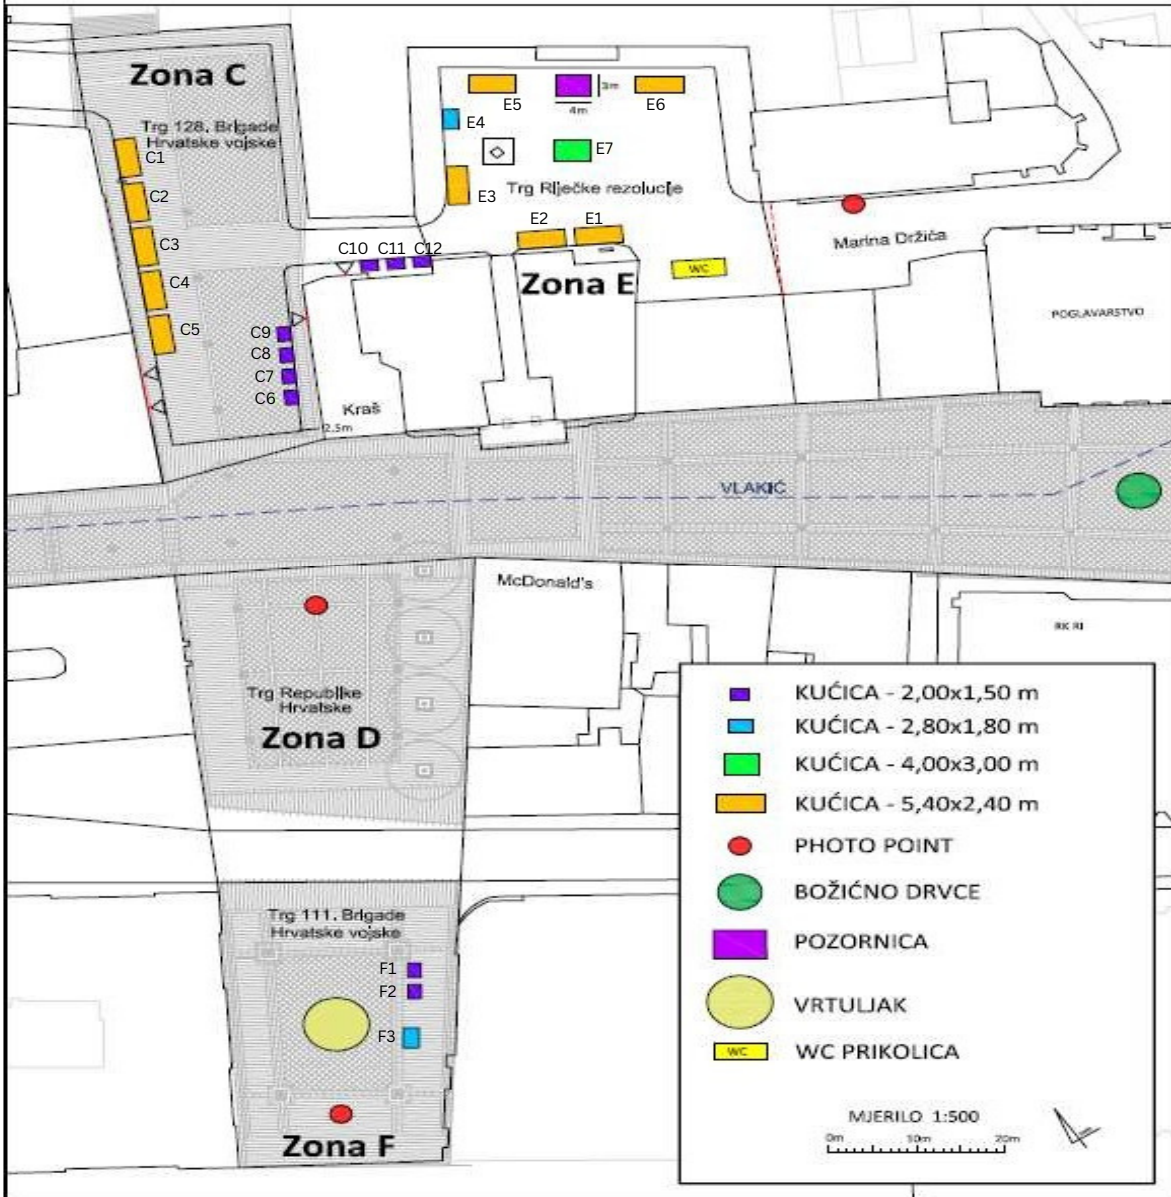 Zona C
Trg 128. Brigade
Hrvatske vojske
C1
C2
C3
C4
C5
C6
C7
C8
C9
C10
C11
C12
E5
3m
4m
E6
E4
E7
E3
Trg Riječke rezolucije
E2
E1
Zona E
WC
Marina Držića
POGLAVARSTVO
Kraš
2.5m
VLAKIĆ
McDonald's
RK RI
Trg Republike
Hrvatske
Zona D
Trg 111. Brigade
Hrvatske vojske
F1
F2
F3
Zona F
KUĆICA - 2,00x1,50 m
KUĆICA - 2,80x1,80 m
KUĆICA - 4,00x3,00 m
KUĆICA - 5,40x2,40 m
PHOTO POINT
BOŽIĆNO DRVCE
POZORNICA
VRTULJAK
WC
WC PRIKOLICA
MJERILO 1:500
0m 10m 20m